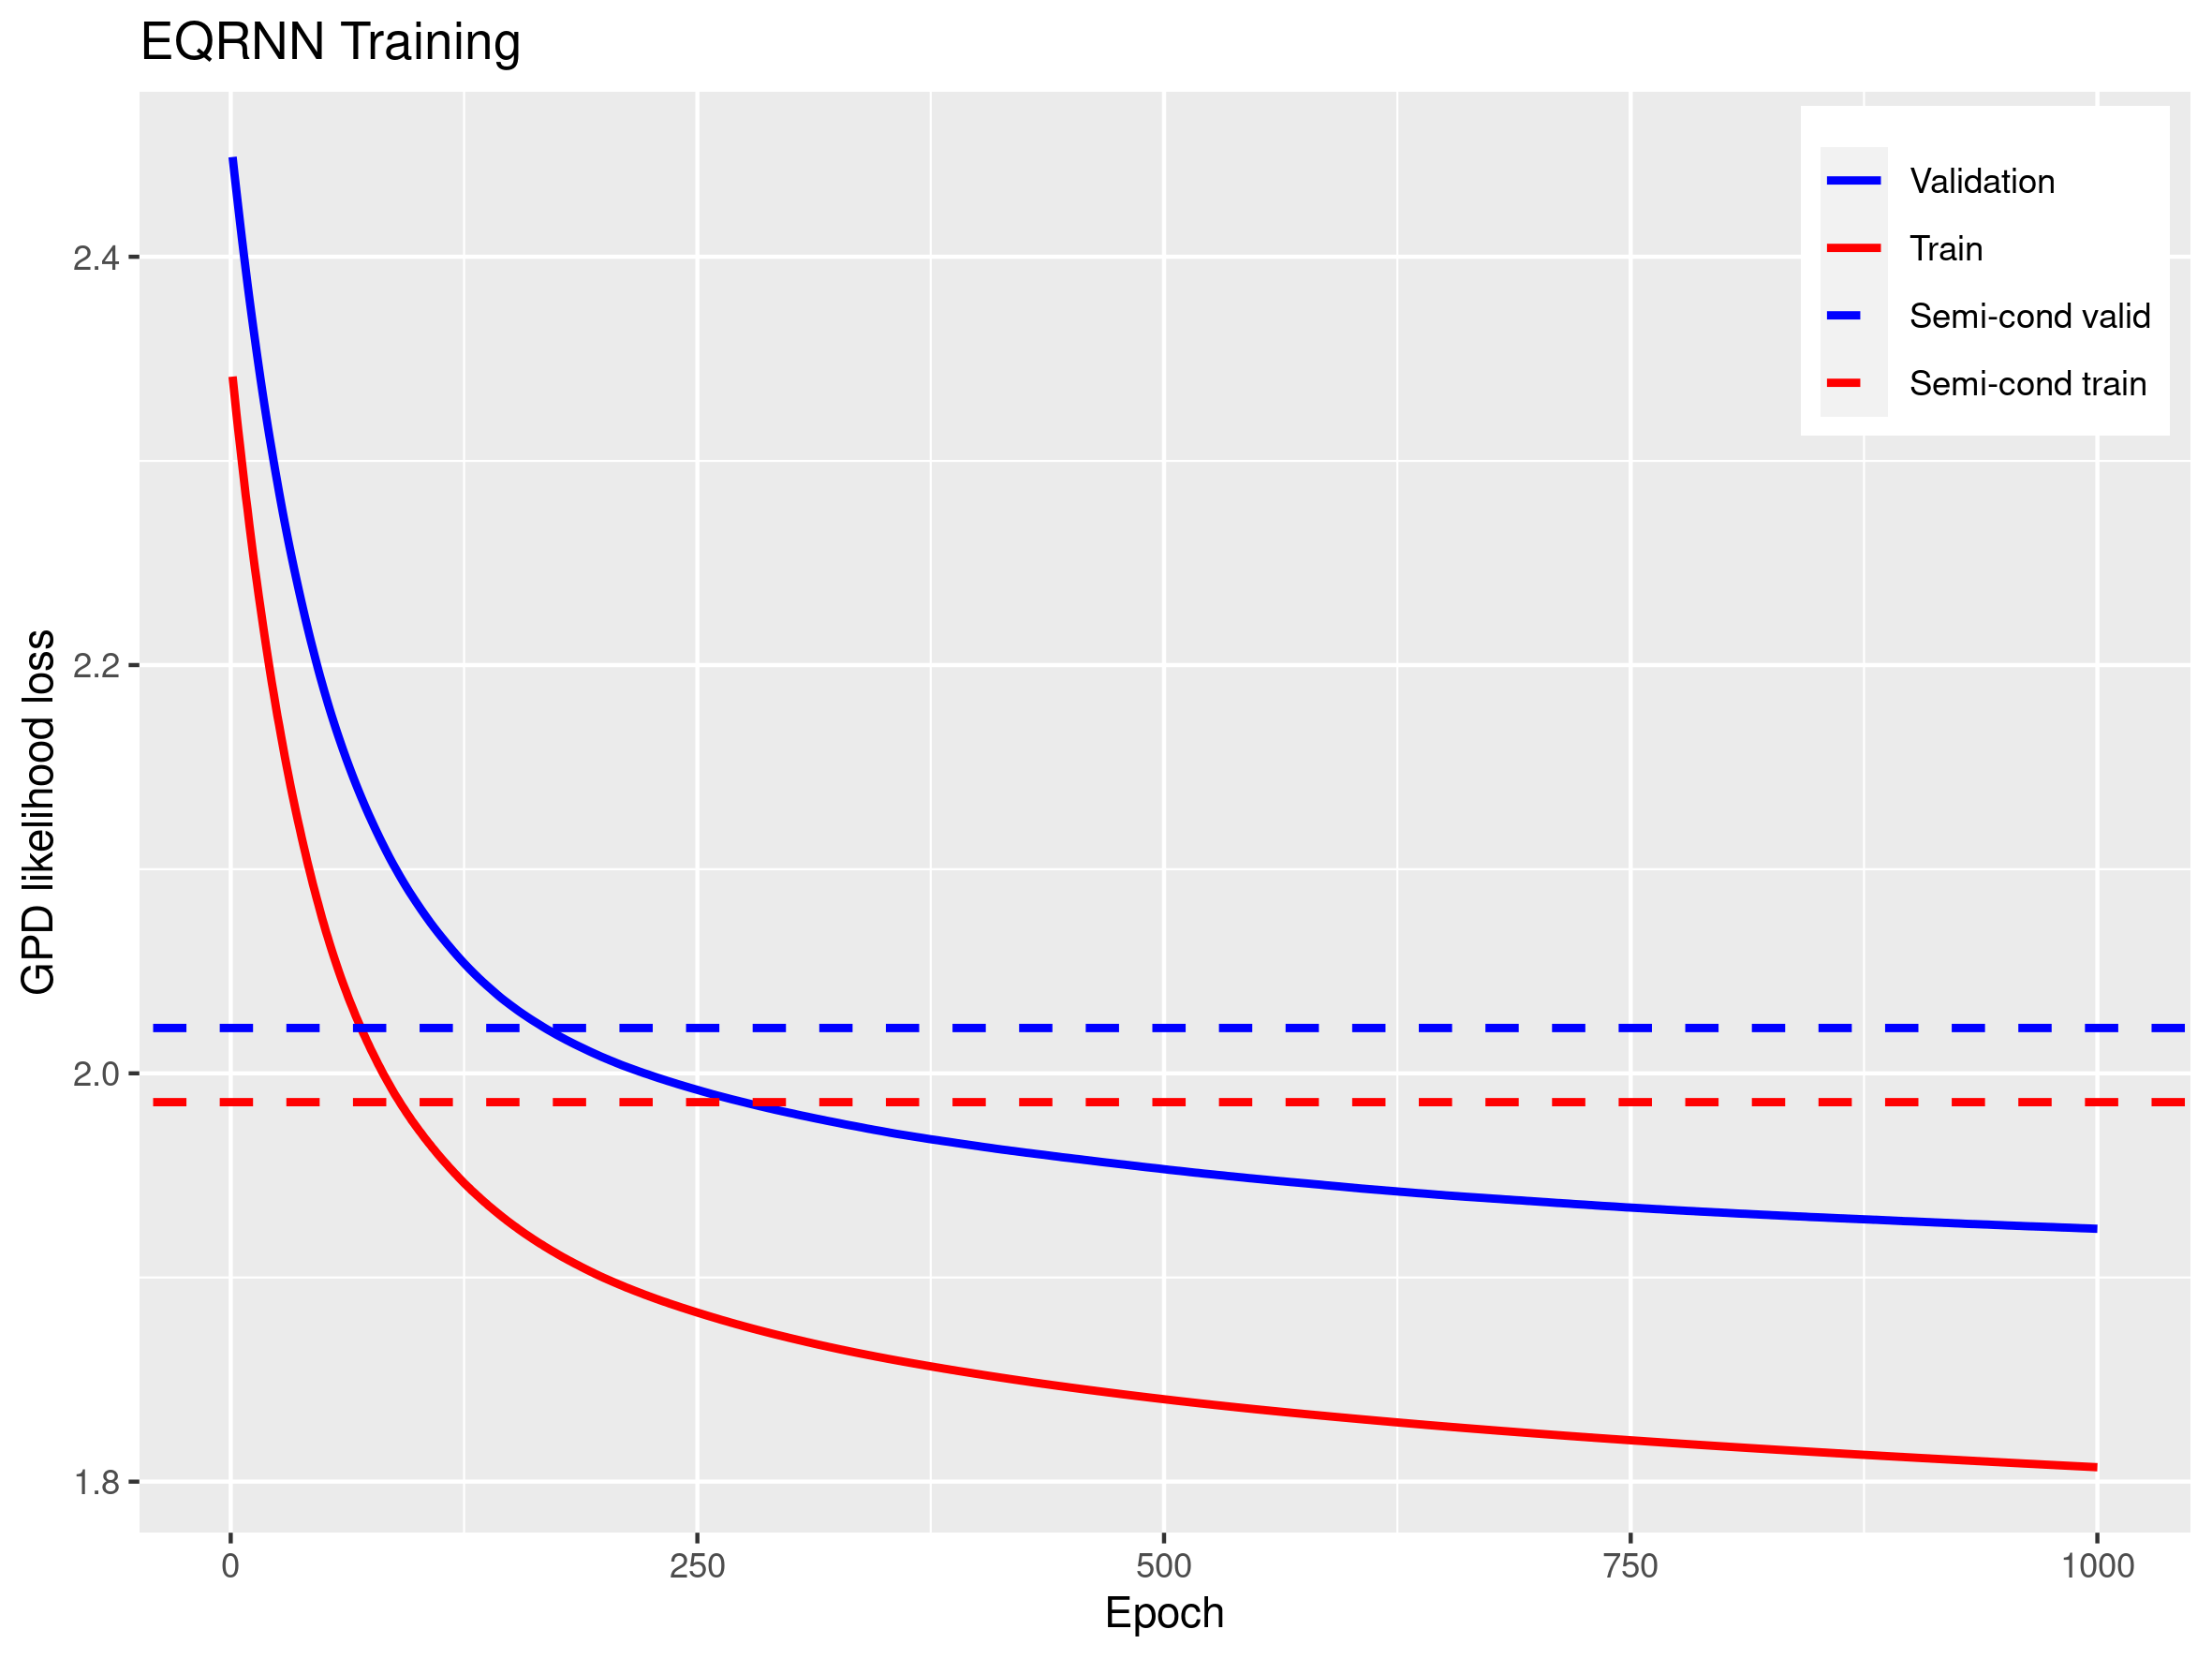 EQRNN Training
Validation
Train
Semi-cond valid
Semi-cond train
GPD likelihood loss
2.4
2.2
2.0
1.8
0 250 500 750 1000
Epoch